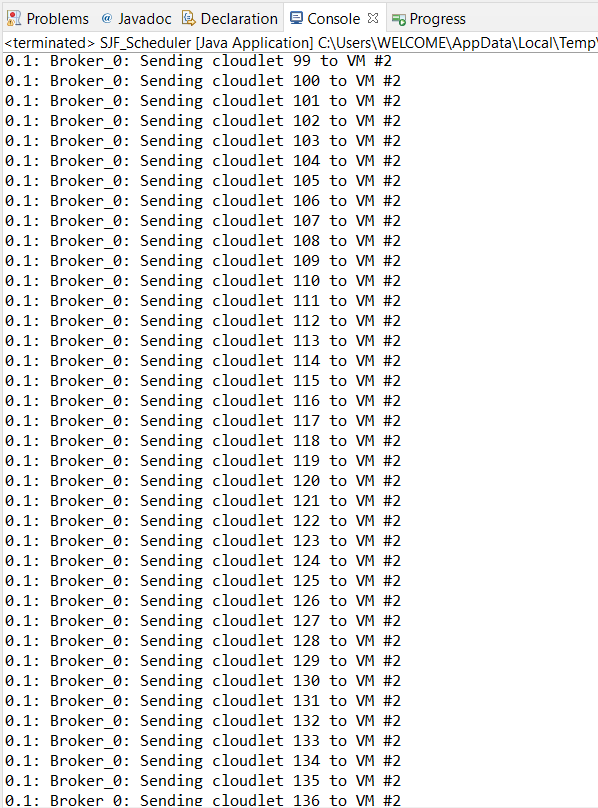 Problems @ Javadoc Declaration Console Progress
<terminated> SJF_Scheduler [Java Application] C:\Users\WELCOME\AppData\Local\Temp\
0.1: Broker_0: Sending cloudlet 99 to VM #2
0.1: Broker_0: Sending cloudlet 100 to VM #2
0.1: Broker_0: Sending cloudlet 101 to VM #2
0.1: Broker_0: Sending cloudlet 102 to VM #2
0.1: Broker_0: Sending cloudlet 103 to VM #2
0.1: Broker_0: Sending cloudlet 104 to VM #2
0.1: Broker_0: Sending cloudlet 105 to VM #2
0.1: Broker_0: Sending cloudlet 106 to VM #2
0.1: Broker_0: Sending cloudlet 107 to VM #2
0.1: Broker_0: Sending cloudlet 108 to VM #2
0.1: Broker_0: Sending cloudlet 109 to VM #2
0.1: Broker_0: Sending cloudlet 110 to VM #2
0.1: Broker_0: Sending cloudlet 111 to VM #2
0.1: Broker_0: Sending cloudlet 112 to VM #2
0.1: Broker_0: Sending cloudlet 113 to VM #2
0.1: Broker_0: Sending cloudlet 114 to VM #2
0.1: Broker_0: Sending cloudlet 115 to VM #2
0.1: Broker_0: Sending cloudlet 116 to VM #2
0.1: Broker_0: Sending cloudlet 117 to VM #2
0.1: Broker_0: Sending cloudlet 118 to VM #2
0.1: Broker_0: Sending cloudlet 119 to VM #2
0.1: Broker_0: Sending cloudlet 120 to VM #2
0.1: Broker_0: Sending cloudlet 121 to VM #2
0.1: Broker_0: Sending cloudlet 122 to VM #2
0.1: Broker_0: Sending cloudlet 123 to VM #2
0.1: Broker_0: Sending cloudlet 124 to VM #2
0.1: Broker_0: Sending cloudlet 125 to VM #2
0.1: Broker_0: Sending cloudlet 126 to VM #2
0.1: Broker_0: Sending cloudlet 127 to VM #2
0.1: Broker_0: Sending cloudlet 128 to VM #2
0.1: Broker_0: Sending cloudlet 129 to VM #2
0.1: Broker_0: Sending cloudlet 130 to VM #2
0.1: Broker_0: Sending cloudlet 131 to VM #2
0.1: Broker_0: Sending cloudlet 132 to VM #2
0.1: Broker_0: Sending cloudlet 133 to VM #2
0.1: Broker_0: Sending cloudlet 134 to VM #2
0.1: Broker_0: Sending cloudlet 135 to VM #2
0.1: Broker_0: Sending cloudlet 136 to VM #2